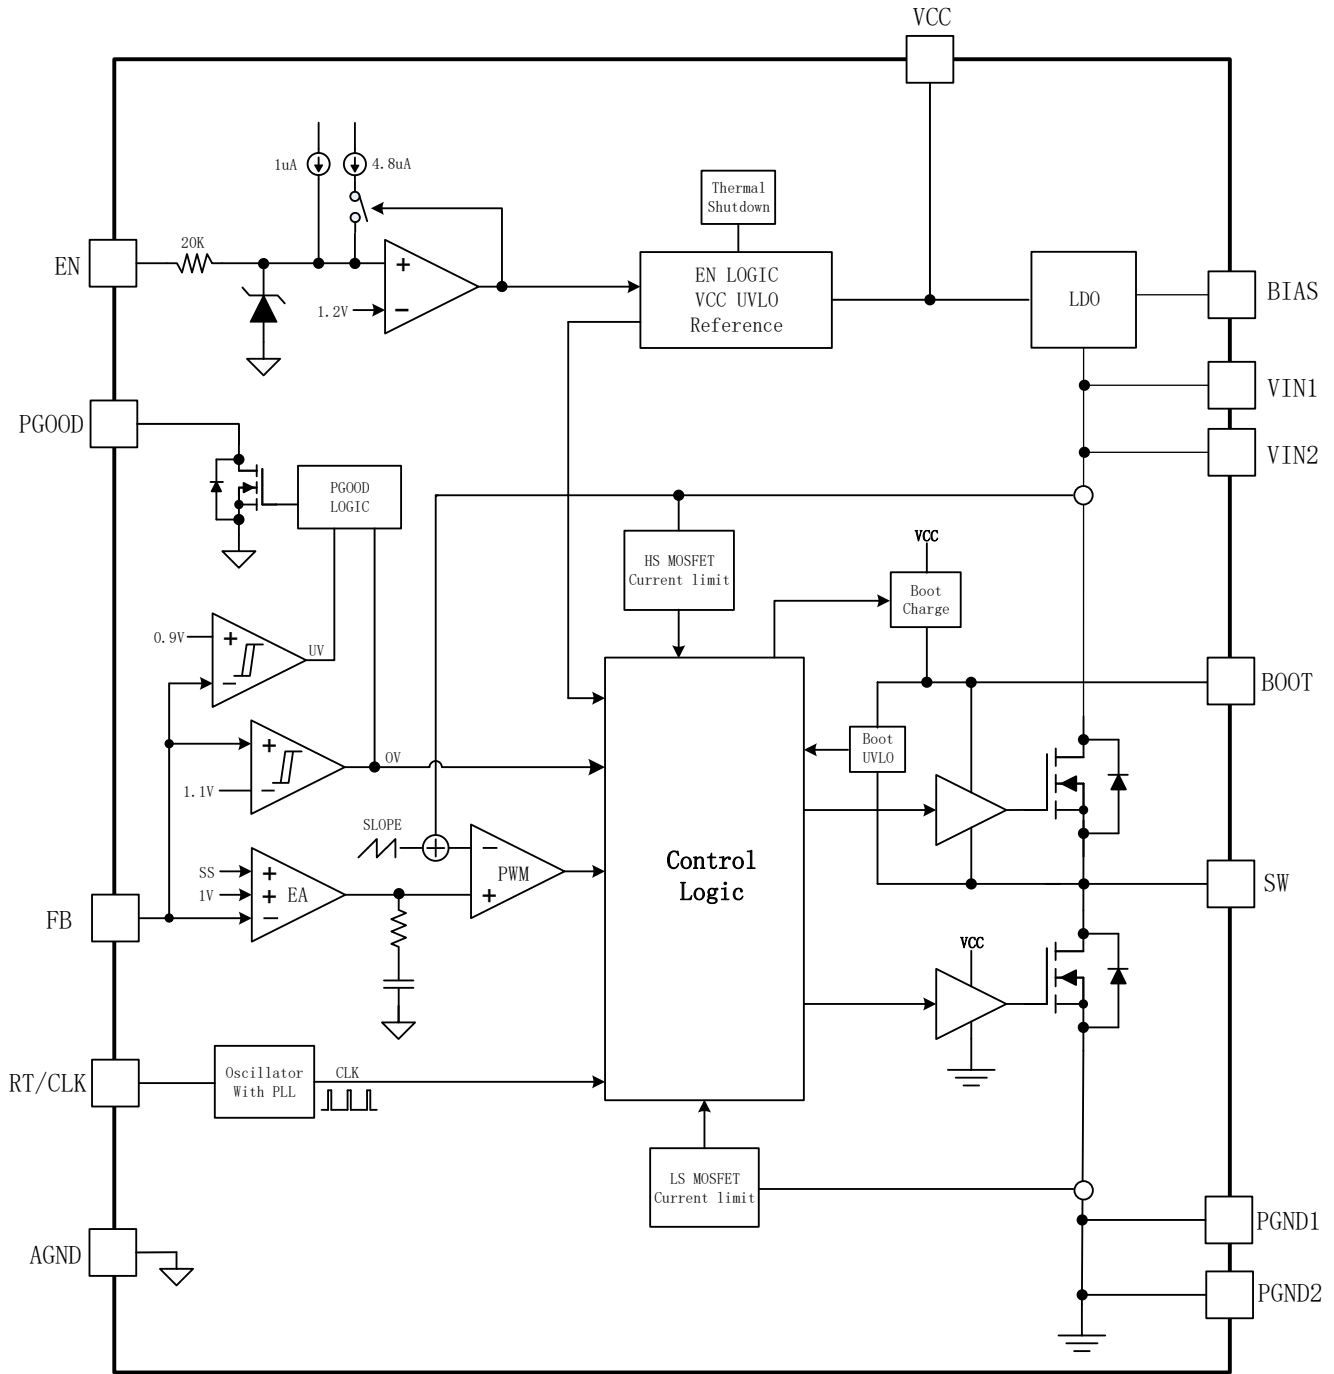 VCC
1uA
4.8uA
Thermal
Shutdown
20K
EN
+
1.2V
−
EN LOGIC
VCC UVLO
Reference
LDO
BIAS
VIN1
VIN2
PGOOD
PGOOD
LOGIC
HS MOSFET
Current limit
VCC
Boot
Charge
0.9V
+
−
UV
BOOT
+
1.1V
−
OV
Boot
UVLO
SLOPE
+
−
+
PWM
SS
1V
+
+
−
EA
Control
Logic
SW
FB
VCC
RT/CLK
Oscillator
With PLL
CLK
LS MOSFET
Current limit
PGND1
AGND
PGND2